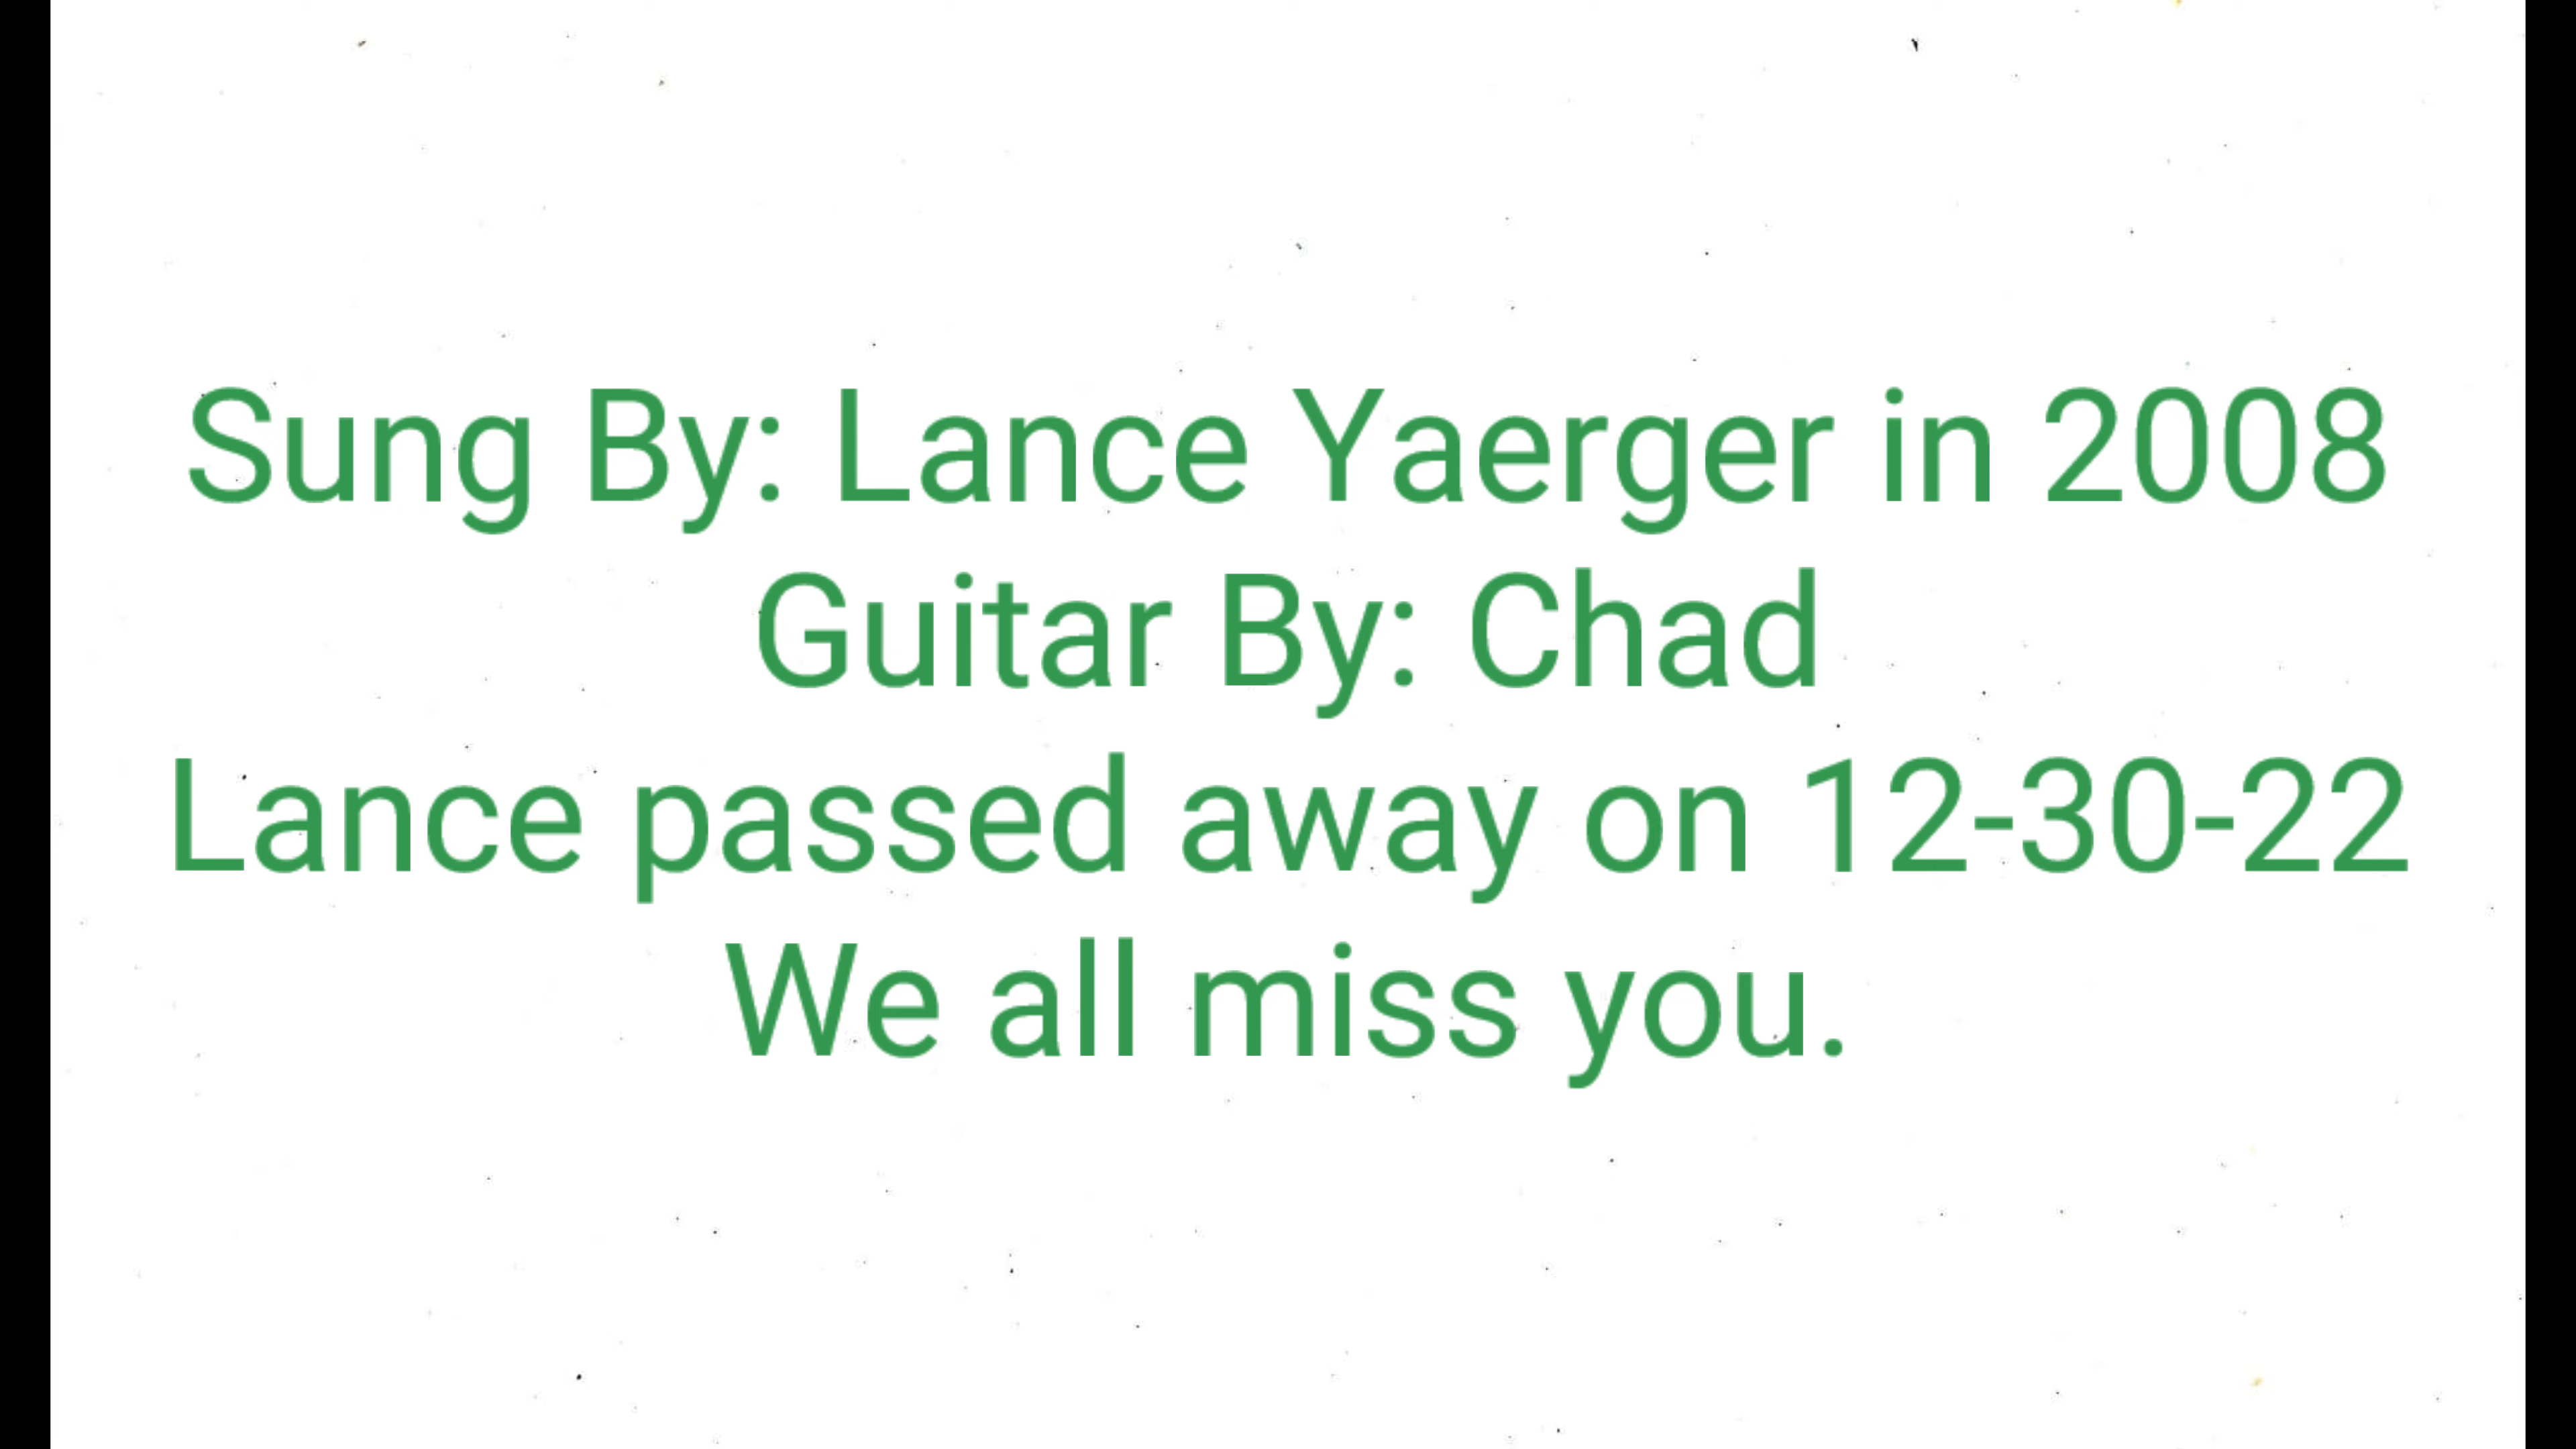 Sung By: Lance Yaerger in 2008
Guitar By: Chad
Lance passed away on 12-30-22
We all miss you.